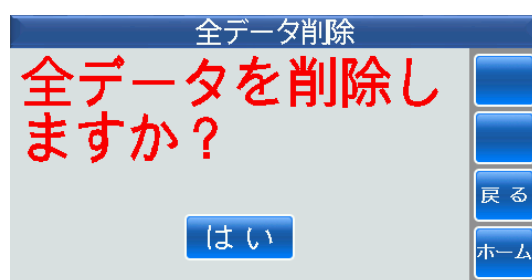 全データ削除
全データを削除し
ますか？
はい
戻る
ホーム